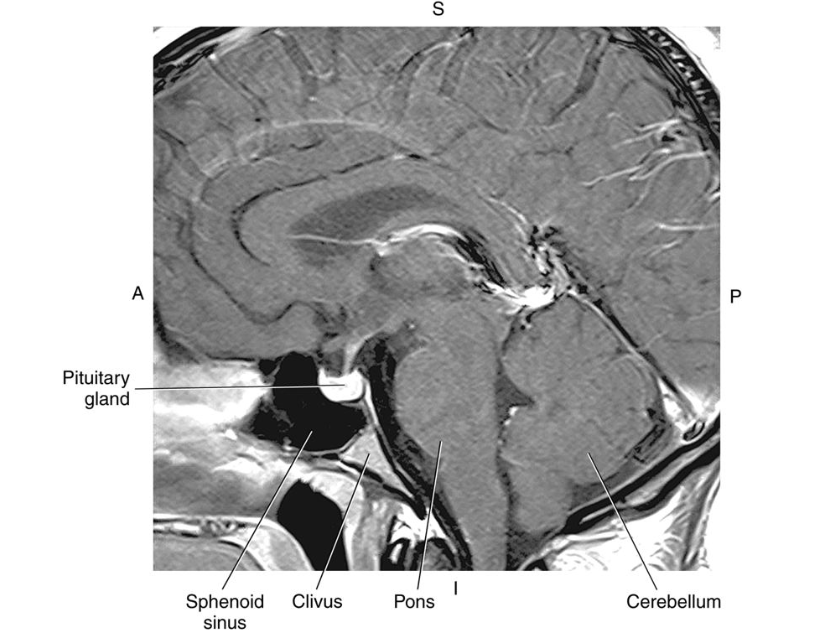 S
A
P
Pituitary
gland
Sphenoid
sinus
Clivus
Pons
I
Cerebellum